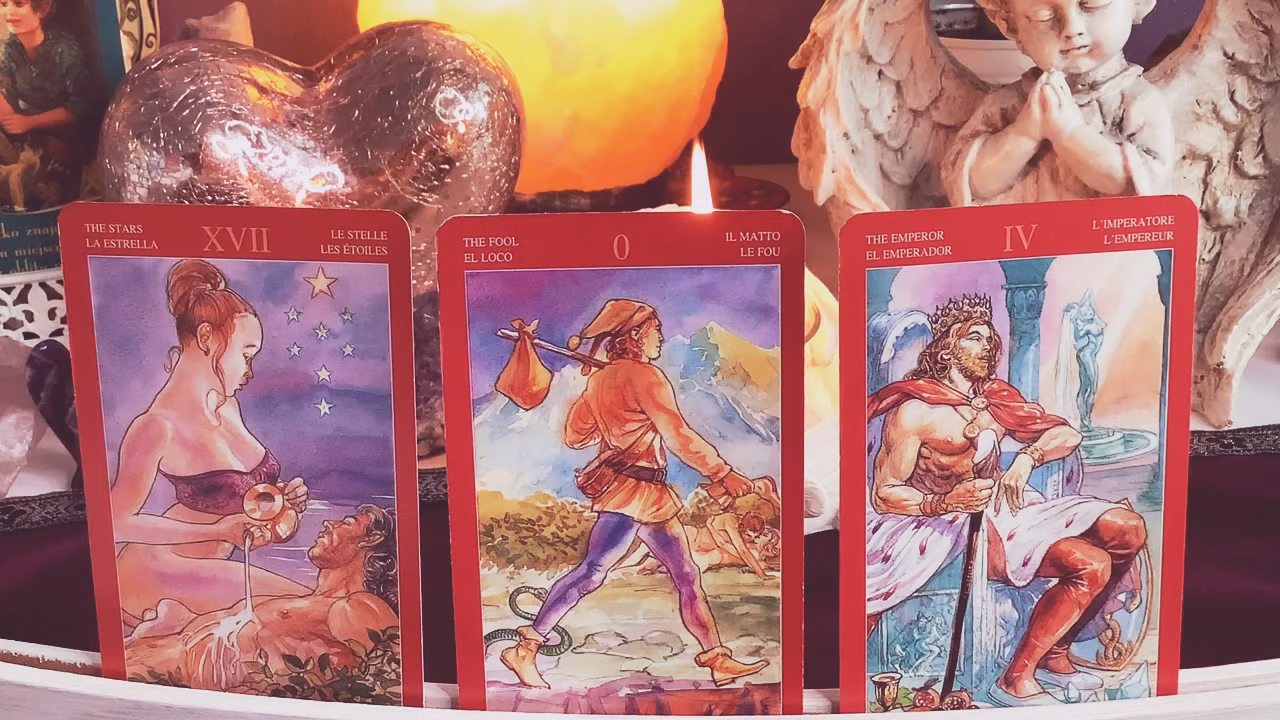 THE STARS
LA ESTRELLA
XVII
LE STELLE
LES ÉTOILES
THE FOOL
EL LOCO
0
IL MATTO
LE FOU
THE EMPEROR
EL EMPERADOR
IV
L'IMPERATORE
L'EMPEREUR
miejsc